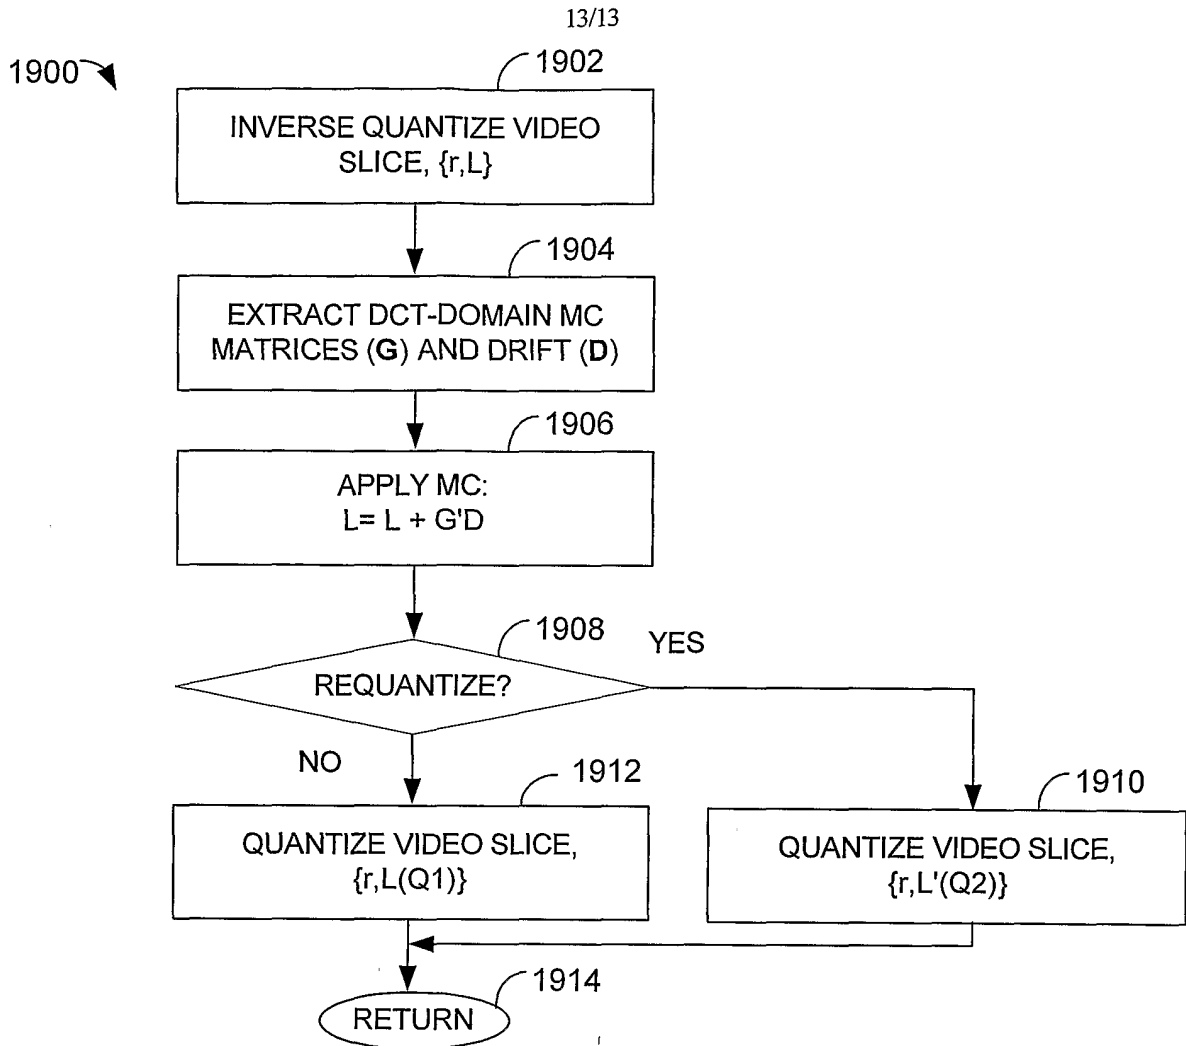 13/13
1900
1902
INVERSE QUANTIZE VIDEO
SLICE, {r,L}
1904
EXTRACT DCT-DOMAIN MC
MATRICES (G) AND DRIFT (D)
1906
APPLY MC:
L= L + G'D
1908
YES
REQUANTIZE?
NO
1912
1910
QUANTIZE VIDEO SLICE,
{r,L(Q1)}
QUANTIZE VIDEO SLICE,
{r,L'(Q2)}
1914
RETURN